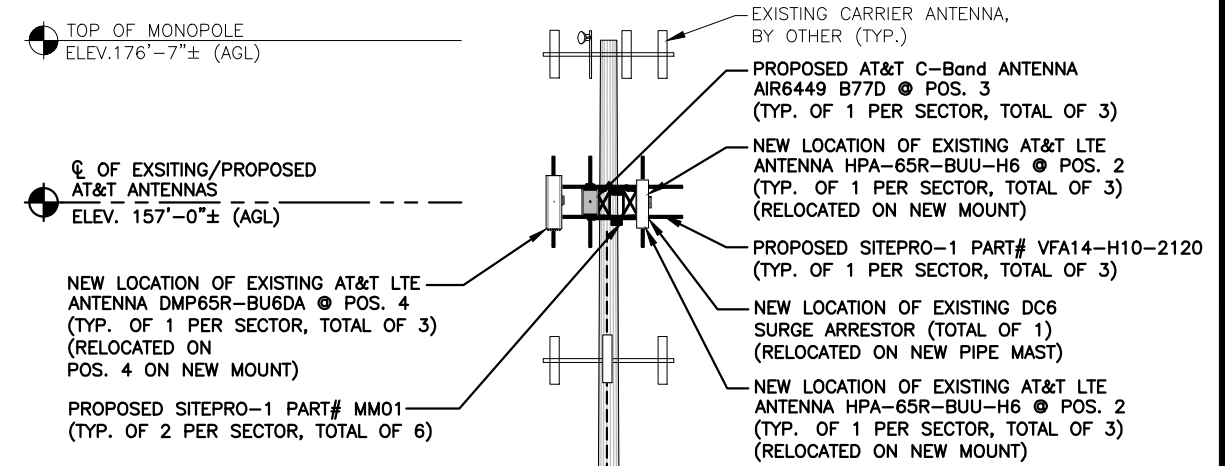 TOP OF MONOPOLE
ELEV.176'-7"± (AGL)
℄ OF EXSITING/PROPOSED
AT&T ANTENNAS
ELEV. 157'-0"± (AGL)
NEW LOCATION OF EXISTING AT&T LTE
ANTENNA DMP65R-BU6DA @ POS. 4
(TYP. OF 1 PER SECTOR, TOTAL OF 3)
(RELOCATED ON
POS. 4 ON NEW MOUNT)
PROPOSED SITEPRO-1 PART# MM01
(TYP. OF 2 PER SECTOR, TOTAL OF 6)
EXISTING CARRIER ANTENNA,
BY OTHER (TYP.)
PROPOSED AT&T C-Band ANTENNA
AIR6449 B77D @ POS. 3
(TYP. OF 1 PER SECTOR, TOTAL OF 3)
NEW LOCATION OF EXISTING AT&T LTE
ANTENNA HPA-65R-BUU-H6 @ POS. 2
(TYP. OF 1 PER SECTOR, TOTAL OF 3)
(RELOCATED ON NEW MOUNT)
PROPOSED SITEPRO-1 PART# VFA14-H10-2120
(TYP. OF 1 PER SECTOR, TOTAL OF 3)
NEW LOCATION OF EXISTING DC6
SURGE ARRESTOR (TOTAL OF 1)
(RELOCATED ON NEW PIPE MAST)
NEW LOCATION OF EXISTING AT&T LTE
ANTENNA HPA-65R-BUU-H6 @ POS. 2
(TYP. OF 1 PER SECTOR, TOTAL OF 3)
(RELOCATED ON NEW MOUNT)